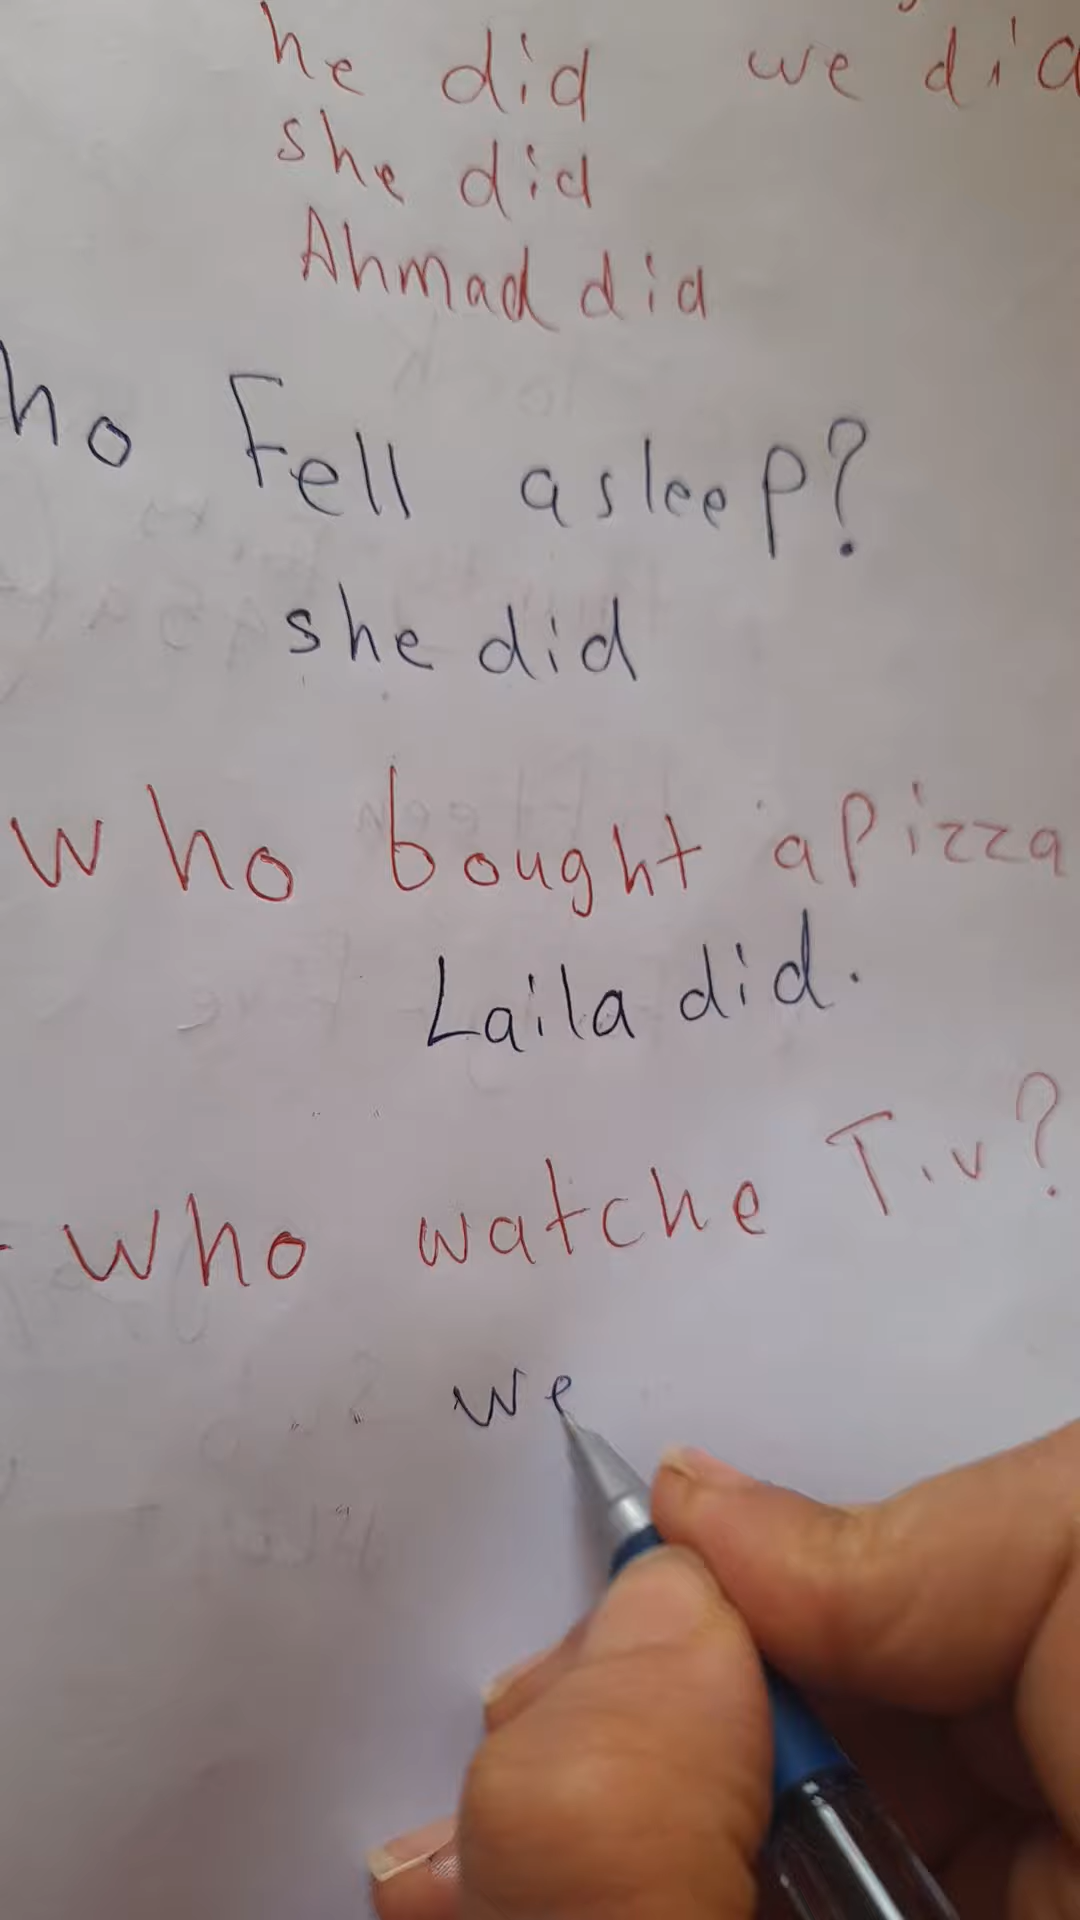 he did we did
she did
Ahmad did
ho Fell asleep?
she did
Who bought a Pizza
Laila did.
- Who watche T.v?
we